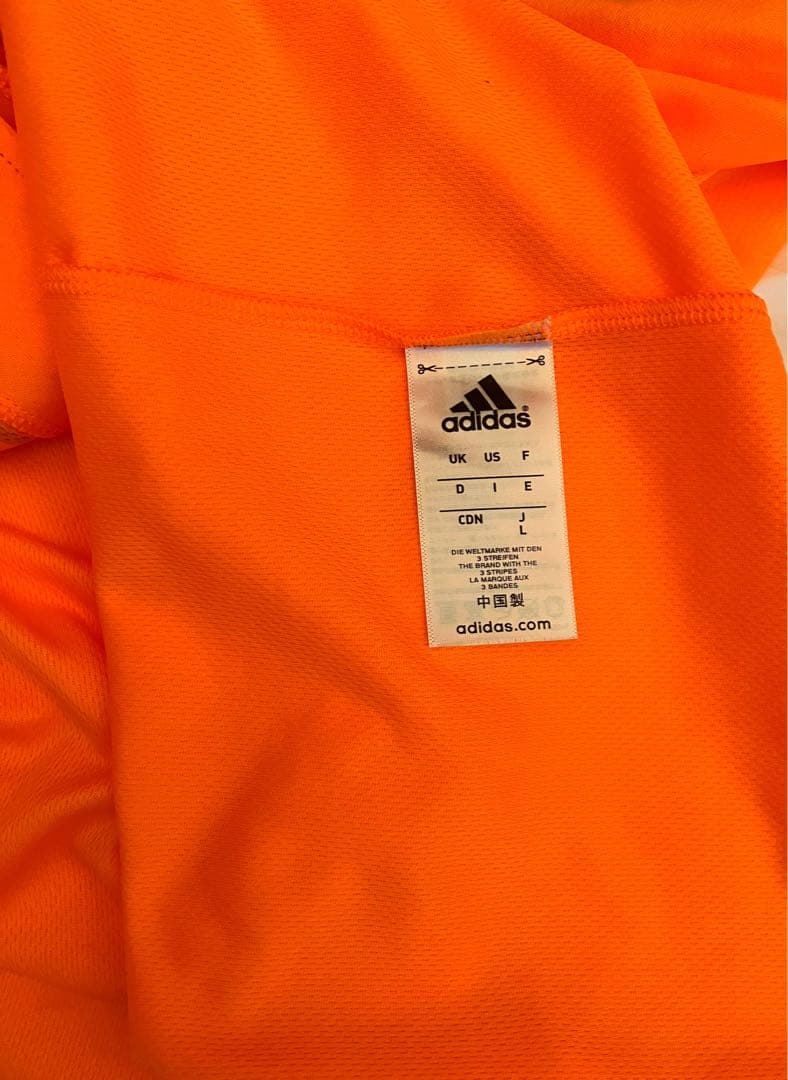 adidas®
UK US F
D I E
CDN J
L
DIE WELTMARKE MIT DEN
3 STREIFEN
THE BRAND WITH THE
3 STRIPES
LA MARQUE AUX
3 BANDES
中国製
adidas.com